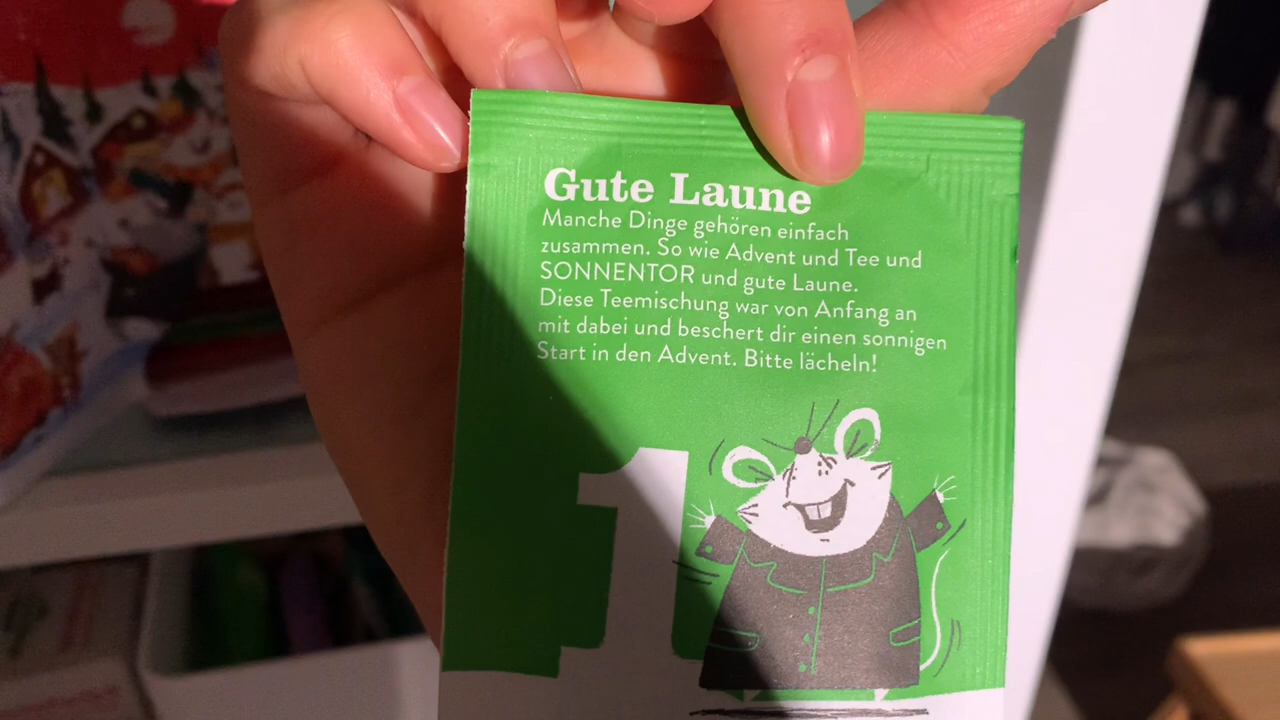 Gute Laune
Manche Dinge gehören einfach
zusammen. So wie Advent und Tee und
SONNENTOR und gute Laune.
Diese Teemischung war von Anfang an
mit dabei und beschert dir einen sonnigen
Start in den Advent. Bitte lächeln!
1